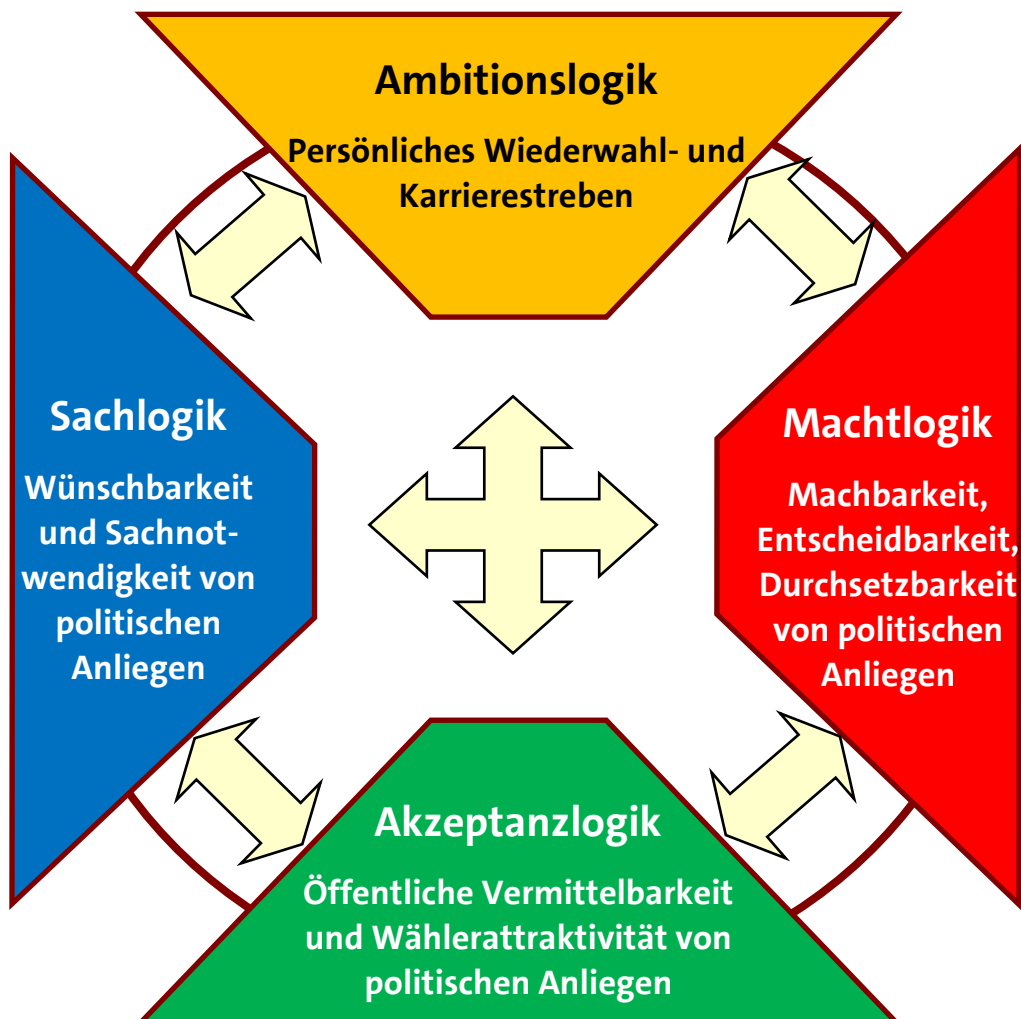 Ambitionslogik
Persönliches Wiederwahl- und
Karrierestreben
Sachlogik
Wünschbarkeit
und Sachnot-
wendigkeit von
politischen
Anliegen
Machtlogik
Machbarkeit,
Entscheidbarkeit,
Durchsetzbarkeit
von politischen
Anliegen
Akzeptanzlogik
Öffentliche Vermittelbarkeit
und Wählerattraktivität von
politischen Anliegen